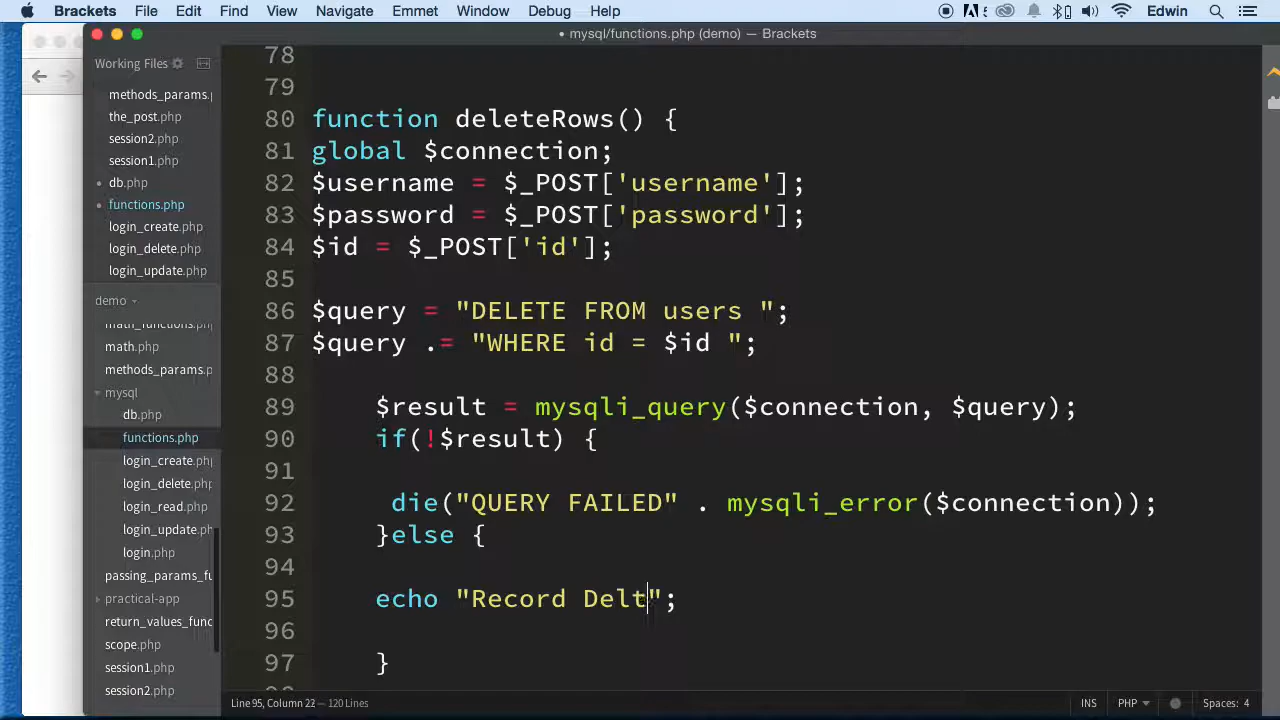 Brackets File Edit Find View Navigate Emmet Window Debug Help Edwin
mysql/functions.php (demo) — Brackets
Working Files
methods_params.p
the_post.php
session2.php
session1.php
db.php
functions.php
login_create.php
login_delete.php
login_update.php
demo
math_functions.php
math.php
methods_params.p
mysql
db.php
functions.php
login_create.php
login_delete.php
login_read.php
login_update.php
login.php
passing_params_fu
practical-app
return_values_func
scope.php
session1.php
session2.php
78
79
80 function deleteRows() {
81 global $connection;
82 $usernam = $_POST['username'];
83 $password = $_POST['password'];
84 $id = $_POST['id'];
85
86 $query = "DELETE FROM users ";
87 $query .= "WHERE id = $id ";
88
89 $result = mysqli_query($connection, $query);
90 if(!$result) {
91
92 die("QUERY FAILED" . mysqli_error($connection));
93 }else {
94
95 echo "Record Delt";
96
97 }
Line 95, Column 22 — 120 Lines
INS PHP Spaces: 4